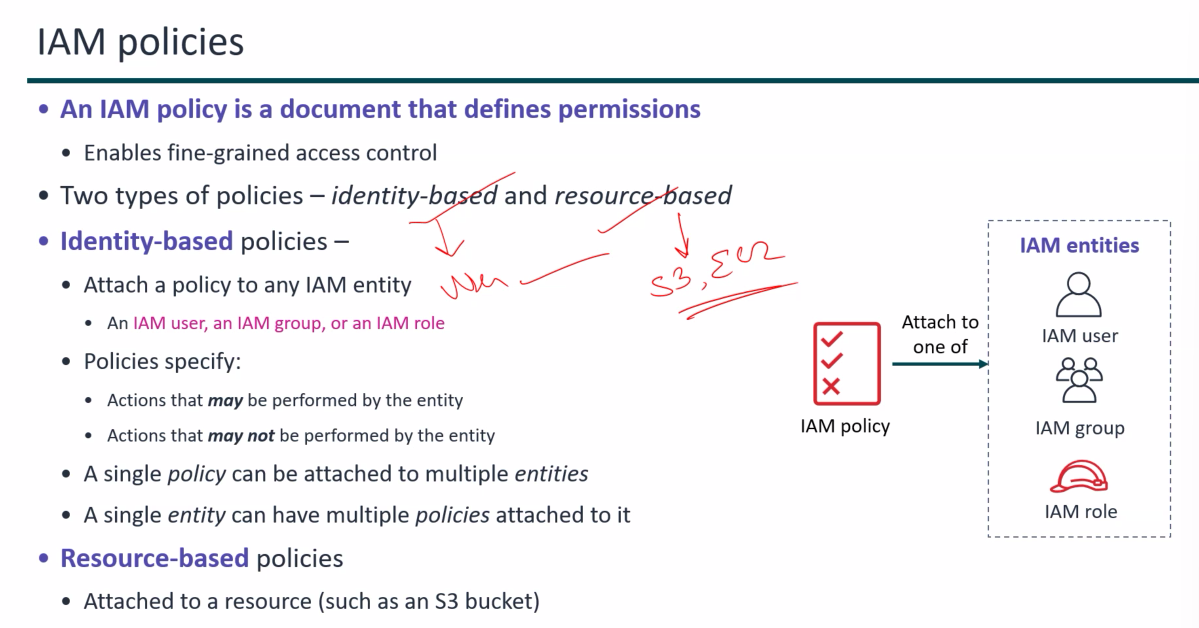 IAM policies
• An IAM policy is a document that defines permissions
• Enables fine-grained access control
• Two types of policies – identity-based and resource-based
• Identity-based policies –
• Attach a policy to any IAM entity
• An IAM user, an IAM group, or an IAM role
• Policies specify:
• Actions that may be performed by the entity
• Actions that may not be performed by the entity
• A single policy can be attached to multiple entities
• A single entity can have multiple policies attached to it
• Resource-based policies
• Attached to a resource (such as an S3 bucket)
S3, EC2
IAM policy
Attach to
one of
IAM entities
IAM user
IAM group
IAM role